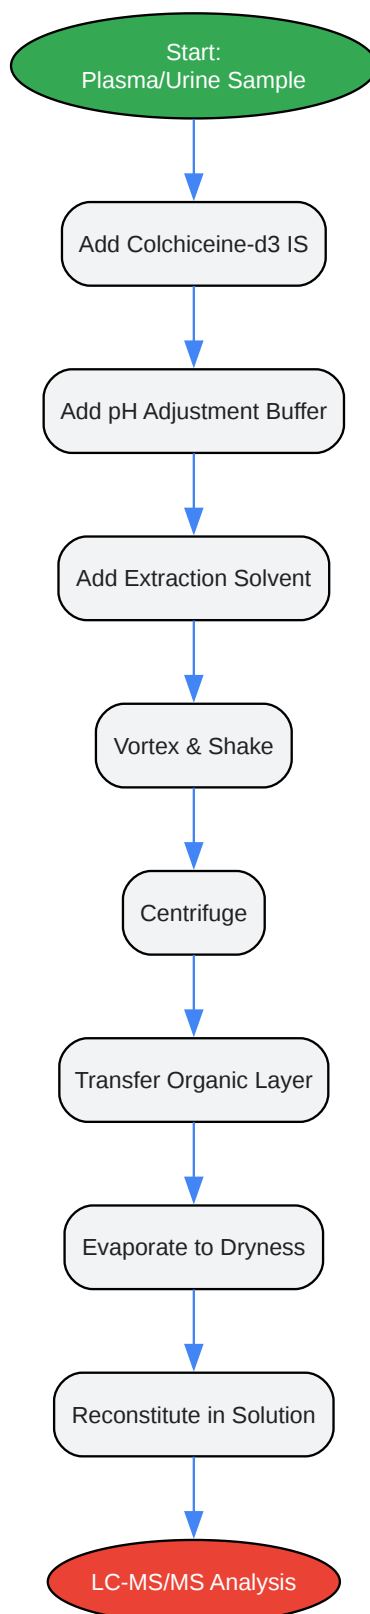 Start:
Plasma/Urine Sample
Add Colchiceine-d3 IS
Add pH Adjustment Buffer
Add Extraction Solvent
Vortex & Shake
Centrifuge
Transfer Organic Layer
Evaporate to Dryness
Reconstitute in Solution
LC-MS/MS Analysis